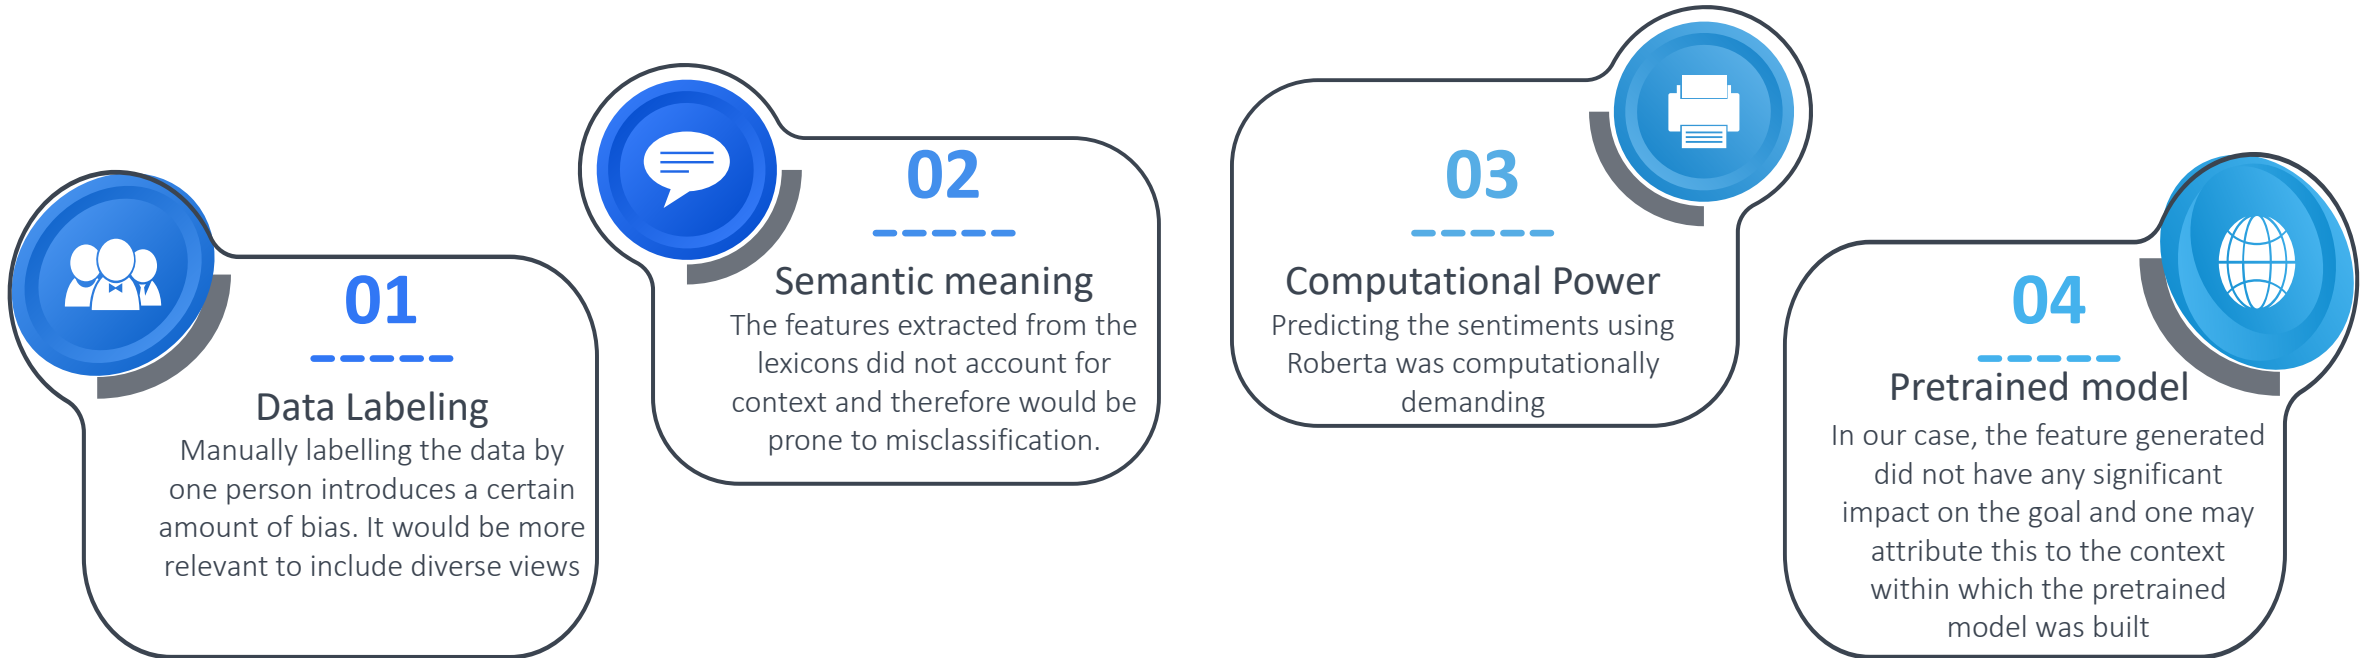 01
Data Labeling
Manually labelling the data by
one person introduces a certain
amount of bias. It would be more
relevant to include diverse views
02
Semantic meaning
The features extracted from the
lexicons did not account for
context and therefore would be
prone to misclassification.
03
Computational Power
Predicting the sentiments using
Roberta was computationally
demanding
04
Pretrained model
In our case, the feature generated
did not have any significant
impact on the goal and one may
attribute this to the context
within which the pretrained
model was built